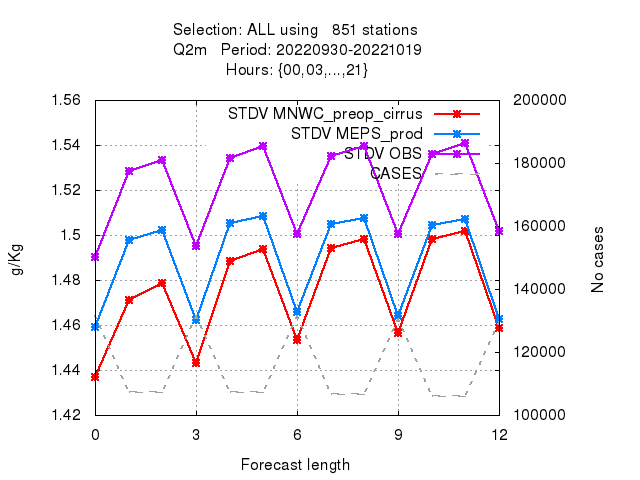 Selection: ALL using 851 stations
Q2m Period: 20220930-20221019
Hours: {00,03,...,21}
1.56
1.54
1.52
1.5
1.48
1.46
1.44
1.42
g/Kg
STDV MNWC_preop_cirrus
STDV MEPS_prod
STDV OBS
CASES
200000
180000
160000
140000
120000
100000
No cases
0 3 6 9 12
Forecast length